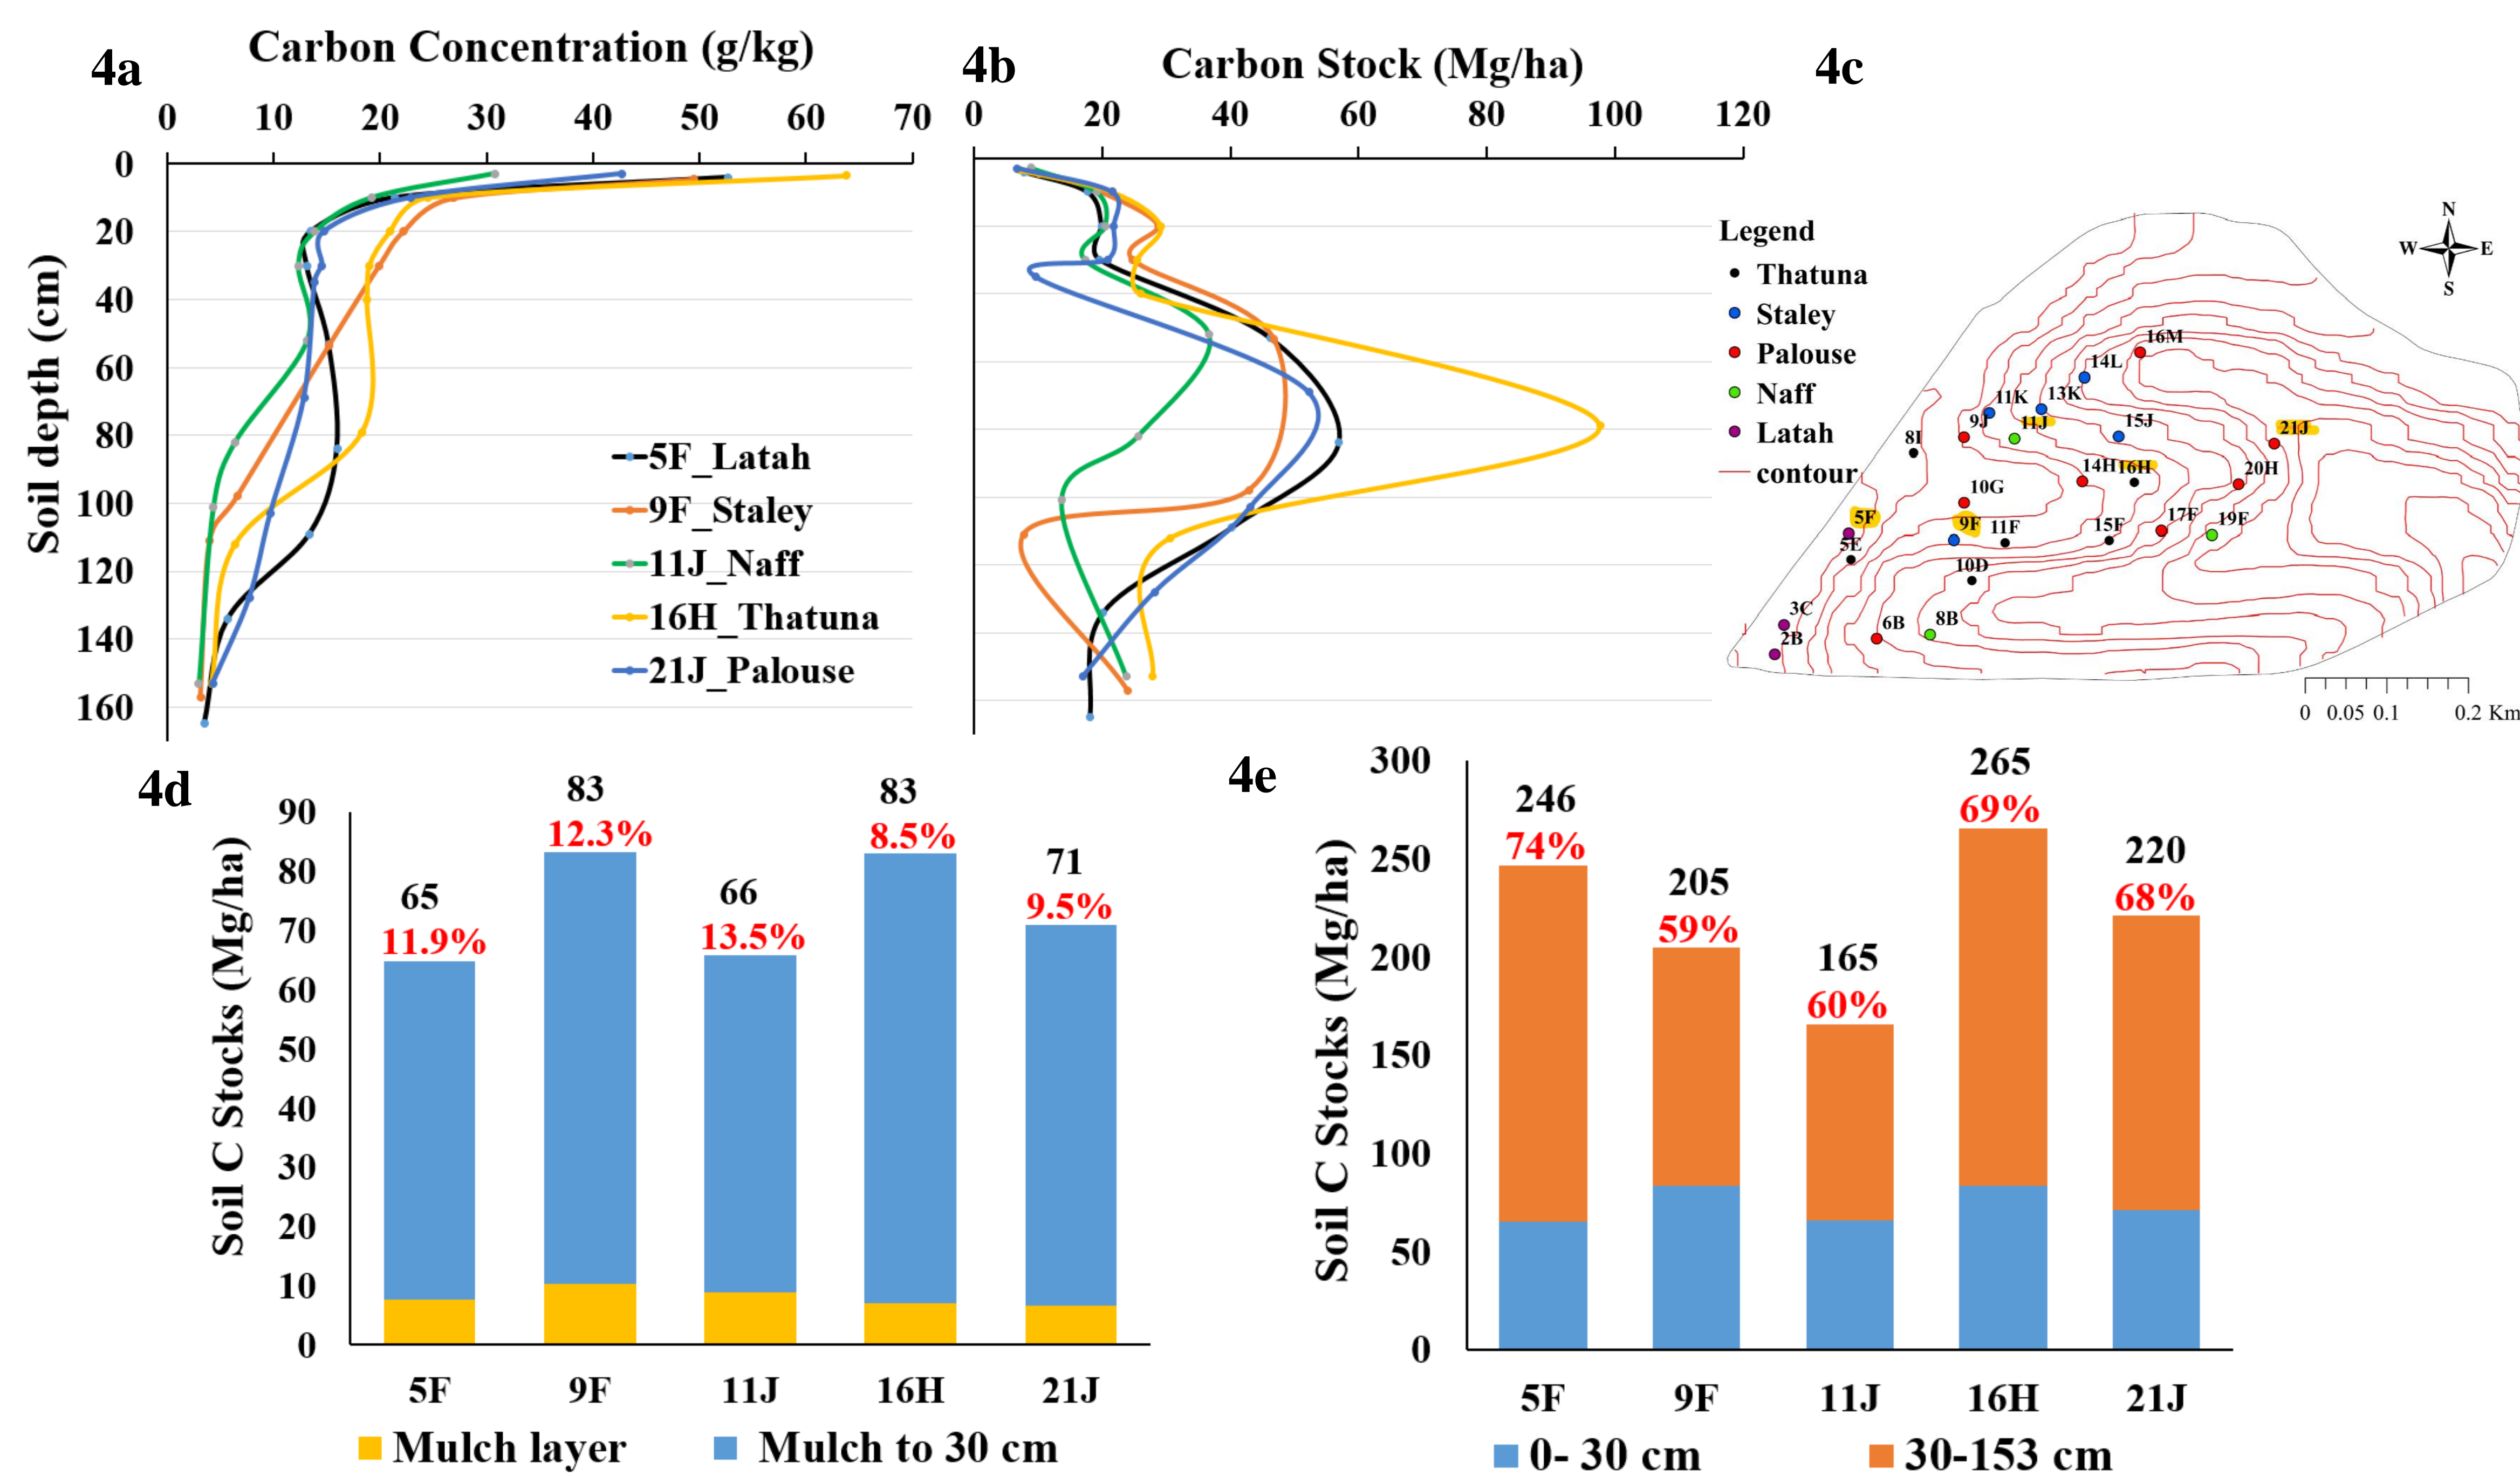 4a
Carbon Concentration (g/kg)
0 10 20 30 40 50 60 70
Soil depth (cm)
0
20
40
60
80
100
120
140
160
5F_Latah
9F_Staley
11J_Naff
16H_Thatuna
21J_Palouse
4b
Carbon Stock (Mg/ha)
0 20 40 60 80 100 120
4c
Legend
Thatuna
Staley
Palouse
Naff
Latah
contour
N
W E
S
16M
14L
11K 13K
9J 11J 15J 21J
8I
14H 16H 20H
10G
5F 9F 11F 15F 17F 19F
5E
10D
3C
6B 8B
2B
0 0.05 0.1 0.2 Km
4d
Soil C Stocks (Mg/ha)
90
80
70
60
50
40
30
20
10
0
65
11.9%
83
12.3%
66
13.5%
83
8.5%
71
9.5%
5F 9F 11J 16H 21J
Mulch layer Mulch to 30 cm
4e
Soil C Stocks (Mg/ha)
300
250
200
150
100
50
0
246
74%
205
59%
165
60%
265
69%
220
68%
5F 9F 11J 16H 21J
0- 30 cm 30-153 cm